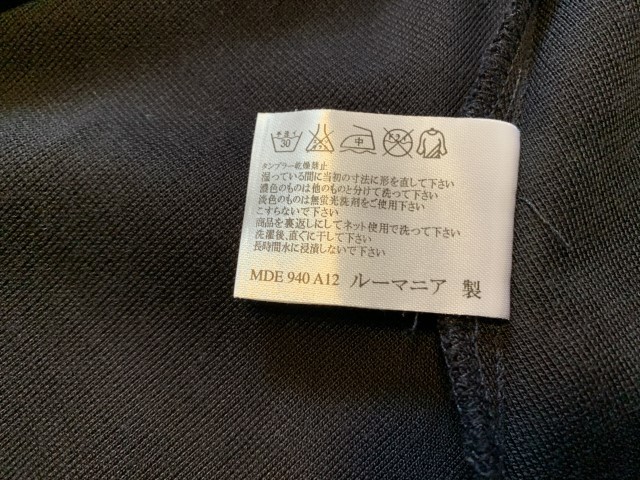 手洗イ 30 中 ドライ
タンブラー乾燥禁止
湿っている間に当初の寸法に形を直して下さい
濃色のものは他のものと分けて洗って下さい
淡色のものは無蛍光洗剤をご使用下さい
こすらないで下さい
商品を裏返しにしてネット使用で洗って下さい
洗濯後、直ぐに干して下さい
長時間水に浸漬しないで下さい
MDE 940 A12 ルーマニア 製